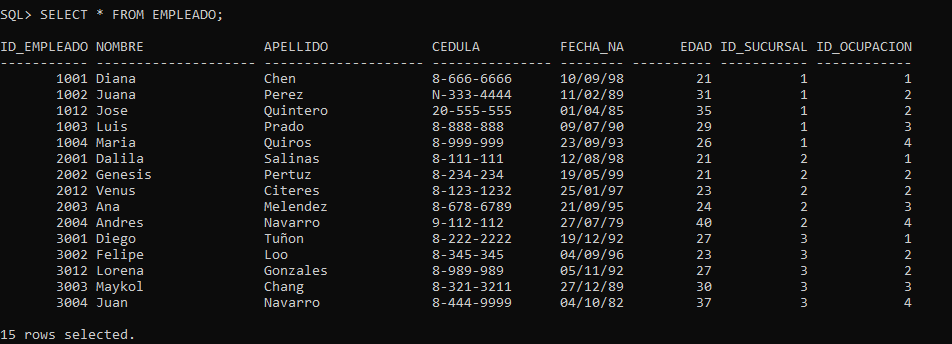 SQL> SELECT * FROM EMPLEADO;
ID_EMPLEADO NOMBRE               APELLIDO             CEDULA          FECHA_NA       EDAD ID_SUCURSAL ID_OCUPACION
----------- -------------------- -------------------- --------------- -------- ---------- ----------- ------------
       1001 Diana                Chen                 8-666-6666      10/09/98         21           1            1
       1002 Juana                Perez                N-333-4444      11/02/89         31           1            2
       1012 Jose                 Quintero             20-555-555      01/04/85         35           1            2
       1003 Luis                 Prado                8-888-888       09/07/90         29           1            3
       1004 Maria                Quiros               8-999-999       23/09/93         26           1            4
       2001 Dalila               Salinas              8-111-111       12/08/98         21           2            1
       2002 Genesis              Pertuz               8-234-234       19/05/99         21           2            2
       2012 Venus                Citeres              8-123-1232      25/01/97         23           2            2
       2003 Ana                  Melendez             8-678-6789      21/09/95         24           2            3
       2004 Andres               Navarro              9-112-112       27/07/79         40           2            4
       3001 Diego                Tuñon                8-222-2222      19/12/92         27           3            1
       3002 Felipe               Loo                  8-345-345       04/09/96         23           3            2
       3012 Lorena               Gonzales             8-989-989       05/11/92         27           3            2
       3003 Maykol               Chang                8-321-3211      27/12/89         30           3            3
       3004 Juan                 Navarro              8-444-9999      04/10/82         37           3            4
15 rows selected.